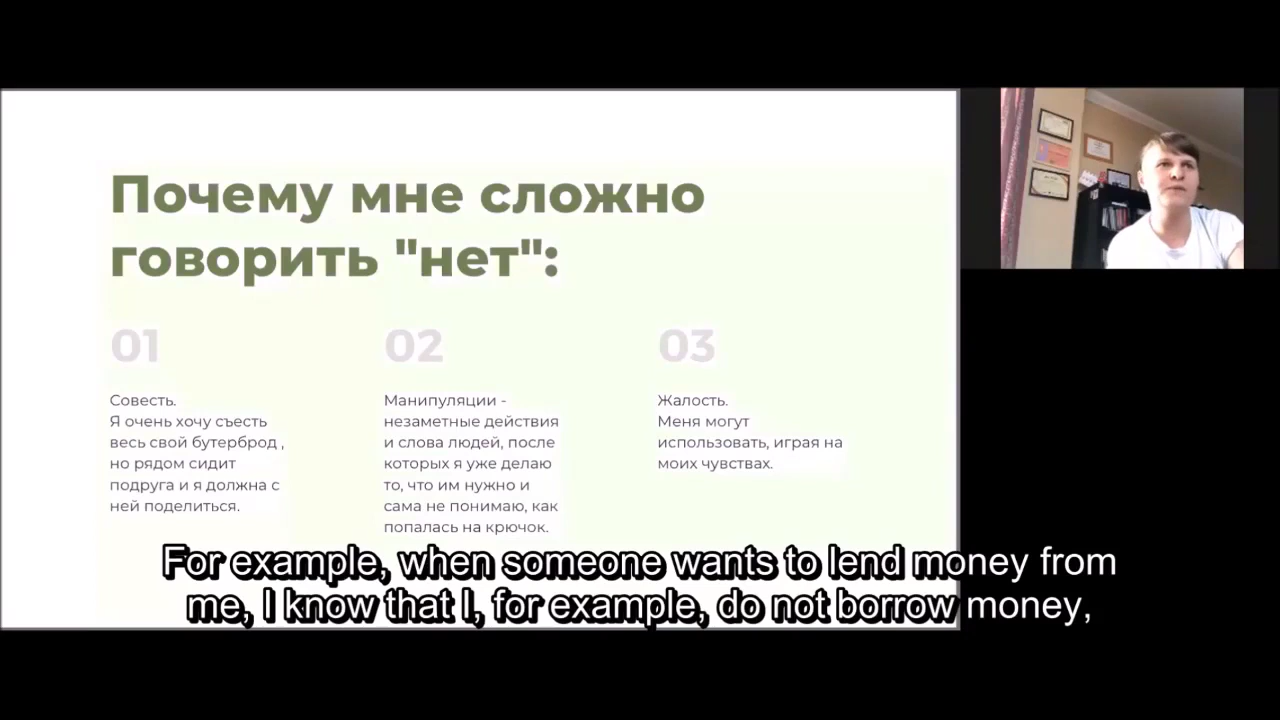 Почему мне сложно
говорить "нет":
01
02
03
Совесть.
Я очень хочу съесть
весь свой бутерброд ,
но рядом сидит
подруга и я должна с
ней поделиться.
Манипуляции -
незаметные действия
и слова людей, после
которых я уже делаю
то, что им нужно и
сама не понимаю, как
попалась на крючок.
Жалость.
Меня могут
использовать, играя на
моих чувствах.
For example, when someone wants to lend money from
me, I know that I, for example, do not borrow money,